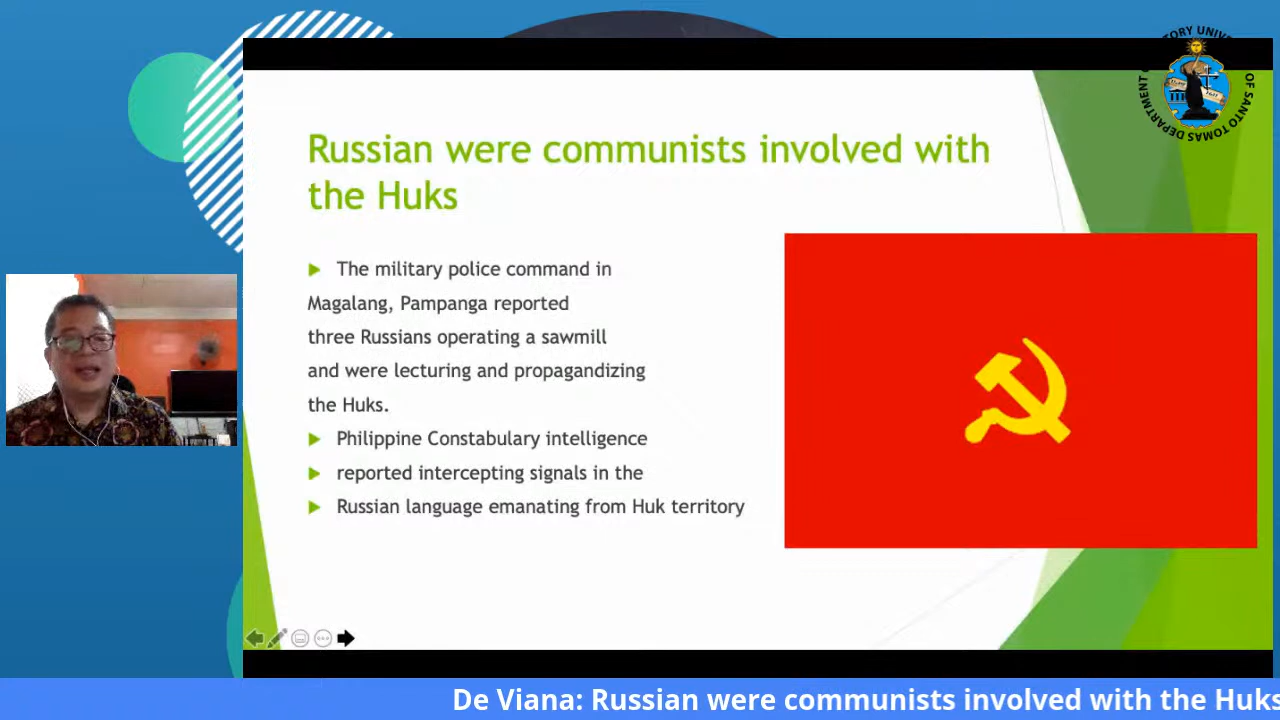 Russian were communists involved with
the Huks
The military police command in
Magalang, Pampanga reported
three Russians operating a sawmill
and were lecturing and propagandizing
the Huks.
Philippine Constabulary intelligence
reported intercepting signals in the
Russian language emanating from Huk territory
De Viana: Russian were communists involved with the Huks